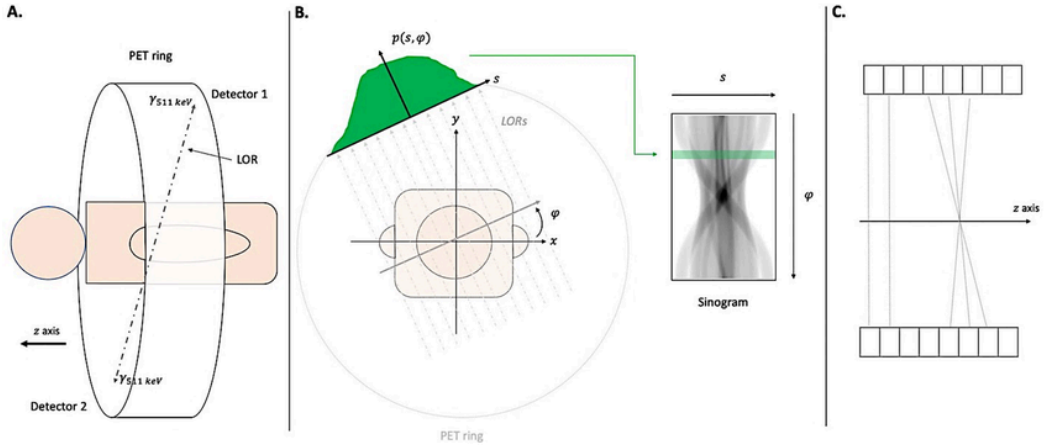 A.
PET ring
γ511 keV
Detector 1
LOR
z axis
γ511 keV
Detector 2
B.
p(s, φ)
s
LORs
y
φ
x
PET ring
s
φ
Sinogram
C.
z axis